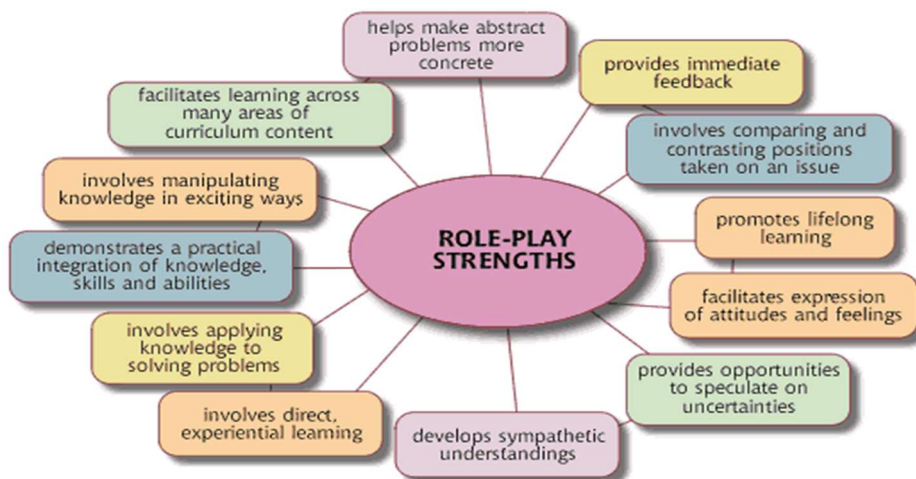 helps make abstract
problems more
concrete
provides immediate
feedback
facilitates learning across
many areas of
curriculum content
involves comparing and
contrasting positions
taken on an issue
involves manipulating
knowledge in exciting ways
ROLE-PLAY
STRENGTHS
promotes lifelong
learning
demonstrates a practical
integration of knowledge,
skills and abilities
facilitates expression
of attitudes and feelings
involves applying
knowledge to
solving problems
provides opportunities
to speculate on
uncertainties
involves direct,
experiential learning
develops sympathetic
understandings